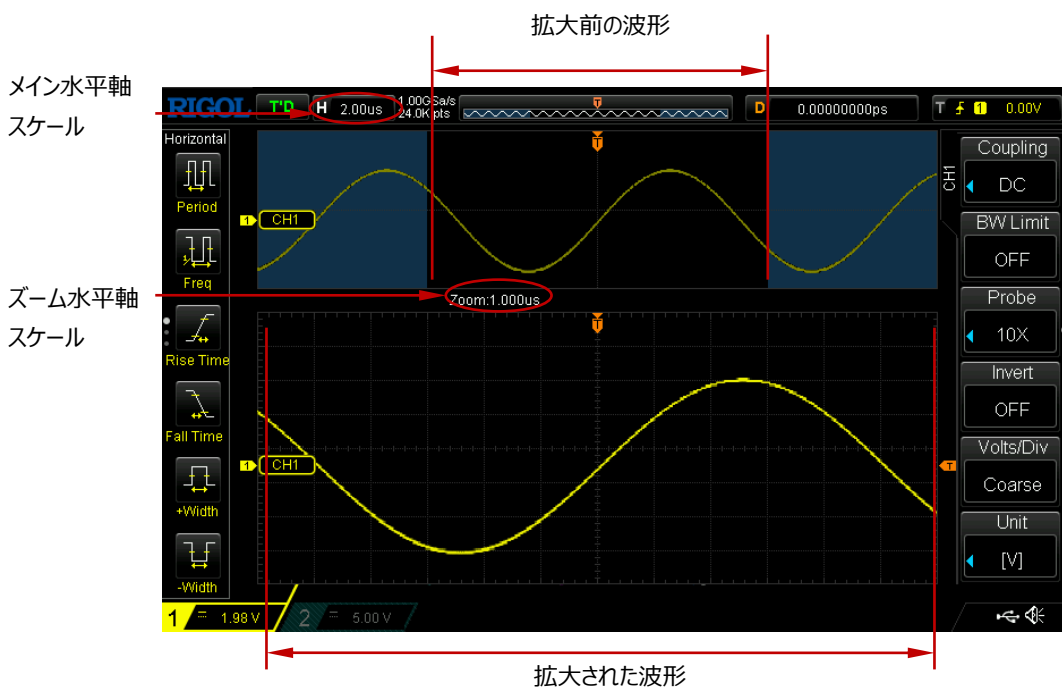 拡大前の波形
メイン水平軸
スケール
RIGOL T'D H 2.00us 1.00GSa/s 24.0K pts T D 0.00000000ps T 1 0.00V
Horizontal
Period
Freq
Rise Time
Fall Time
+Width
-Width
T
1 CH1
ズーム水平軸
スケール
Zoom:1.000us
T
1 CH1
T
CH1
Coupling
DC
BW Limit
OFF
Probe
10X
Invert
OFF
Volts/Div
Coarse
Unit
[V]
1 1.98 V 2 5.00 V
拡大された波形